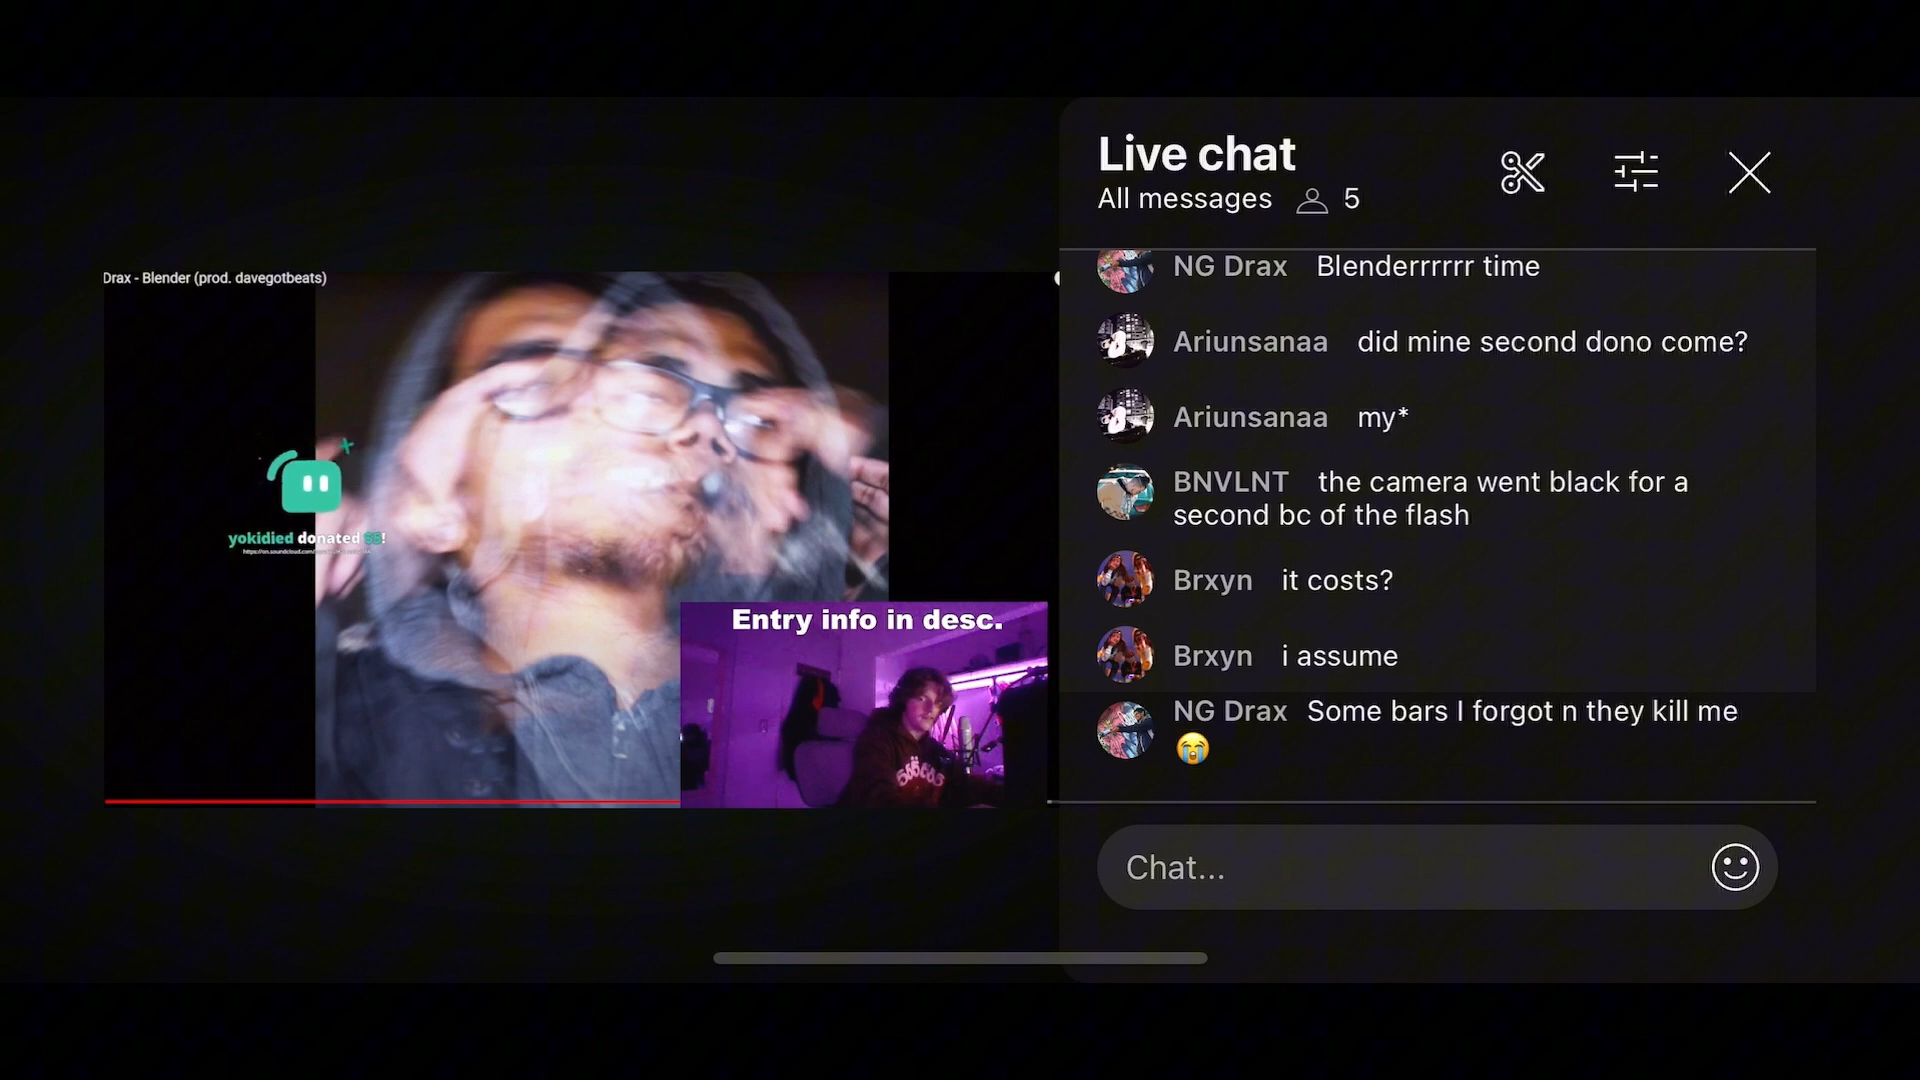 Drax - Blender (prod. davegotbeats)
yokidied donated $5!
Entry info in desc.
Live chat
All messages 5
NG Drax Blenderrrrrr time
Ariunsanaa did mine second dono come?
Ariunsanaa my*
BNVLNT the camera went black for a
second bc of the flash
Brxyn it costs?
Brxyn i assume
NG Drax Some bars I forgot n they kill me
😭
Chat...